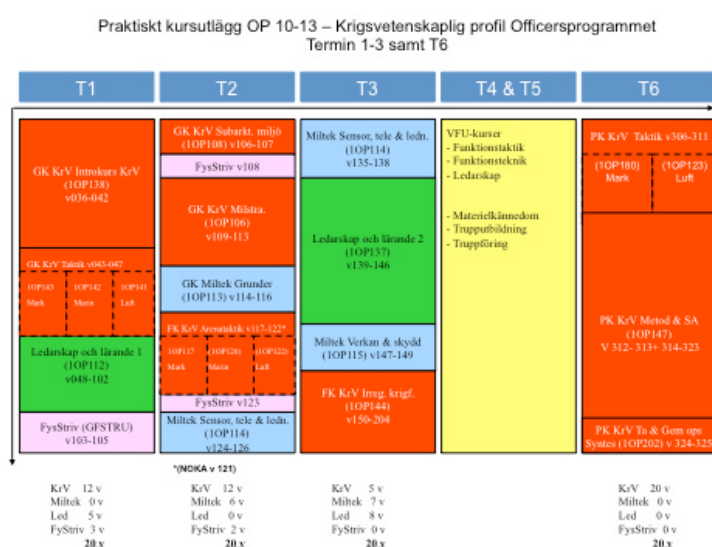 Praktiskt kursutlägg OP 10-13 – Krigsvetenskaplig profil Officersprogrammet
Termin 1-3 samt T6
T1
T2
T3
T4 & T5
T6
GK KrV Introkurs KrV
(1OP138)
v036-042
GK KrV Taktik v043-047
1OP143
Mark
1OP142
Marin
1OP141
Luft
Ledarskap och lärande 1
(1OP112)
v048-102
FysStriv (GFSTRU)
v103-105
GK KrV Subarkt. miljö
(1OP108) v106-107
FysStriv v108
GK KrV Milstra.
(1OP106)
v109-113
GK Miltek Grunder
(1OP113) v114-116
FK KrV Arenataktik v117-122*
1OP117
Mark
(1OP120)
Marin
(1OP122)
Luft
FysStriv v123
Miltek Sensor, tele & ledn.
(1OP114)
v124-126
Miltek Sensor, tele & ledn.
(1OP114)
v135-138
Ledarskap och lärande 2
(1OP137)
v139-146
Miltek Verkan & skydd
(1OP115) v147-149
FK KrV Irreg. krigf.
(1OP144)
v150-204
VFU-kurser
- Funktionstaktik
- Funktionsteknik
- Ledarskap
- Materielkännedom
- Trupputbildning
- Truppföring
PK KrV Taktik v306-311
(1OP180)
Mark
(1OP123)
Luft
PK KrV Metod & SA
(1OP147)
V 312- 313+ 314-323
PK KrV Ta & Gem ops
Syntes (1OP202) v 324-325
*(NOKA v 121)
KrV 12 v
Miltek 0 v
Led 5 v
FyStriv 3 v
20 v
KrV 12 v
Miltek 6 v
Led 0 v
FyStriv 2 v
20 v
KrV 5 v
Miltek 7 v
Led 8 v
FyStriv 0 v
20 v
KrV 20 v
Miltek 0 v
Led 0 v
FysStriv 0 v
20 v